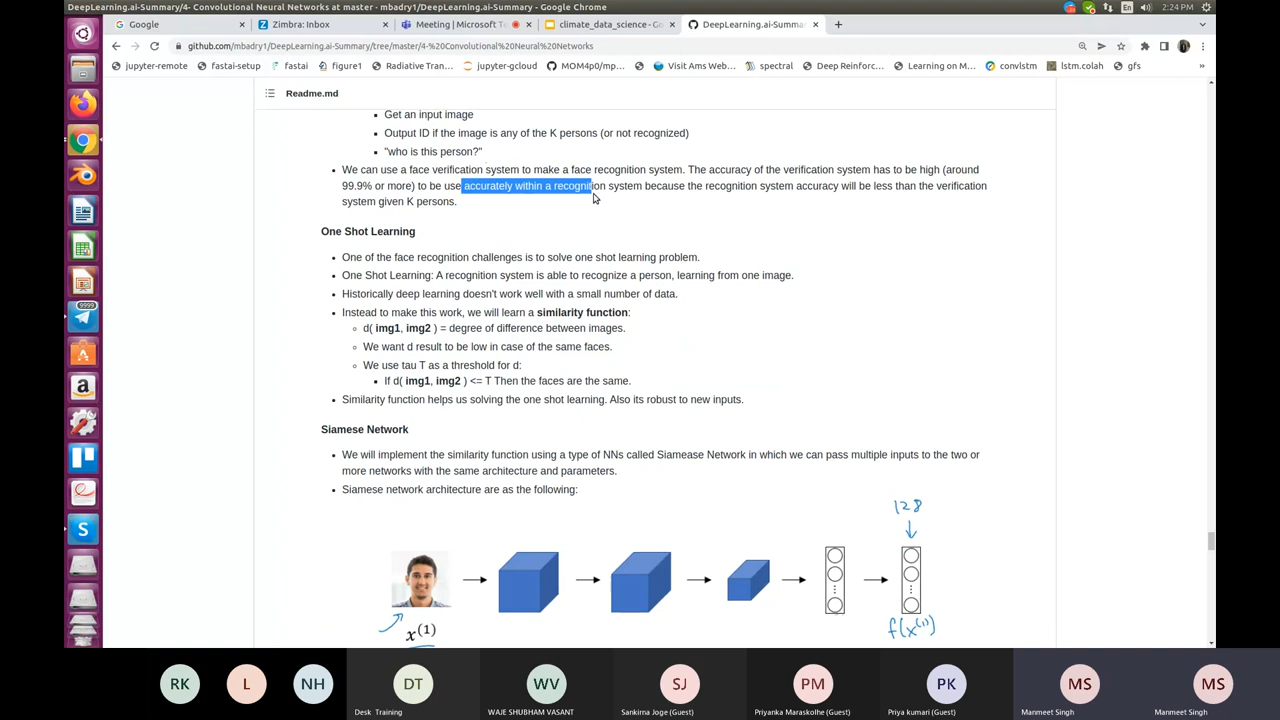 DeepLearning.ai-Summary/4- Convolutional Neural Networks at master · mbadry1/DeepLearning.ai-Summary - Google Chrome
En 2:24 PM
Google
Zimbra: Inbox
Meeting | Microsoft T
climate_data_science - Go
DeepLearning.ai-Summa
github.com/mbadry1/DeepLearning.ai-Summary/tree/master/4-%20Convolutional%20Neural%20Networks
jupyter-remote
fastai-setup
fastai
figure1
Radiative Tran...
jupyter-gcloud
MOM4p0/mp...
Visit Ams Web...
spectral
Deep Reinforc...
Learning on M...
convlstm
lstm.colah
gfs
»
Readme.md
Get an input image
Output ID if the image is any of the K persons (or not recognized)
"who is this person?"
We can use a face verification system to make a face recognition system. The accuracy of the verification system has to be high (around
99.9% or more) to be use accurately within a recognition system because the recognition system accuracy will be less than the verification
system given K persons.
One Shot Learning
One of the face recognition challenges is to solve one shot learning problem.
One Shot Learning: A recognition system is able to recognize a person, learning from one image.
Historically deep learning doesn't work well with a small number of data.
Instead to make this work, we will learn a similarity function:
d( img1, img2 ) = degree of difference between images.
We want d result to be low in case of the same faces.
We use tau T as a threshold for d:
If d( img1, img2 ) <= T Then the faces are the same.
Similarity function helps us solving the one shot learning. Also its robust to new inputs.
Siamese Network
We will implement the similarity function using a type of NNs called Siamease Network in which we can pass multiple inputs to the two or
more networks with the same architecture and parameters.
Siamese network architecture are as the following:
128
x(1)
f(x(1))
9999
RK
L
NH
DT
WV
SJ
PM
PK
MS
MS
Desk Training
WAJE SHUBHAM VASANT
Sankirna Joge (Guest)
Priyanka Maraskolhe (Guest)
Priya kumari (Guest)
Manmeet Singh
Manmeet Singh